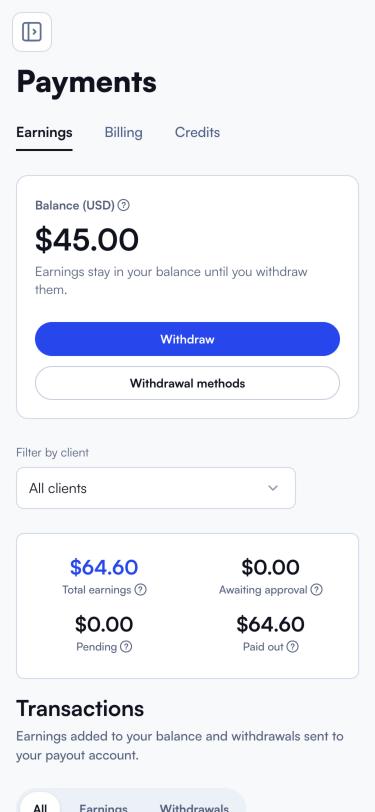 Payments
Earnings
Billing
Credits
Balance (USD)
$45.00
Earnings stay in your balance until you withdraw
them.
Withdraw
Withdrawal methods
Filter by client
All clients
$64.60
Total earnings
$0.00
Awaiting approval
$0.00
Pending
$64.60
Paid out
Transactions
Earnings added to your balance and withdrawals sent to
your payout account.
All
Earnings
Withdrawals